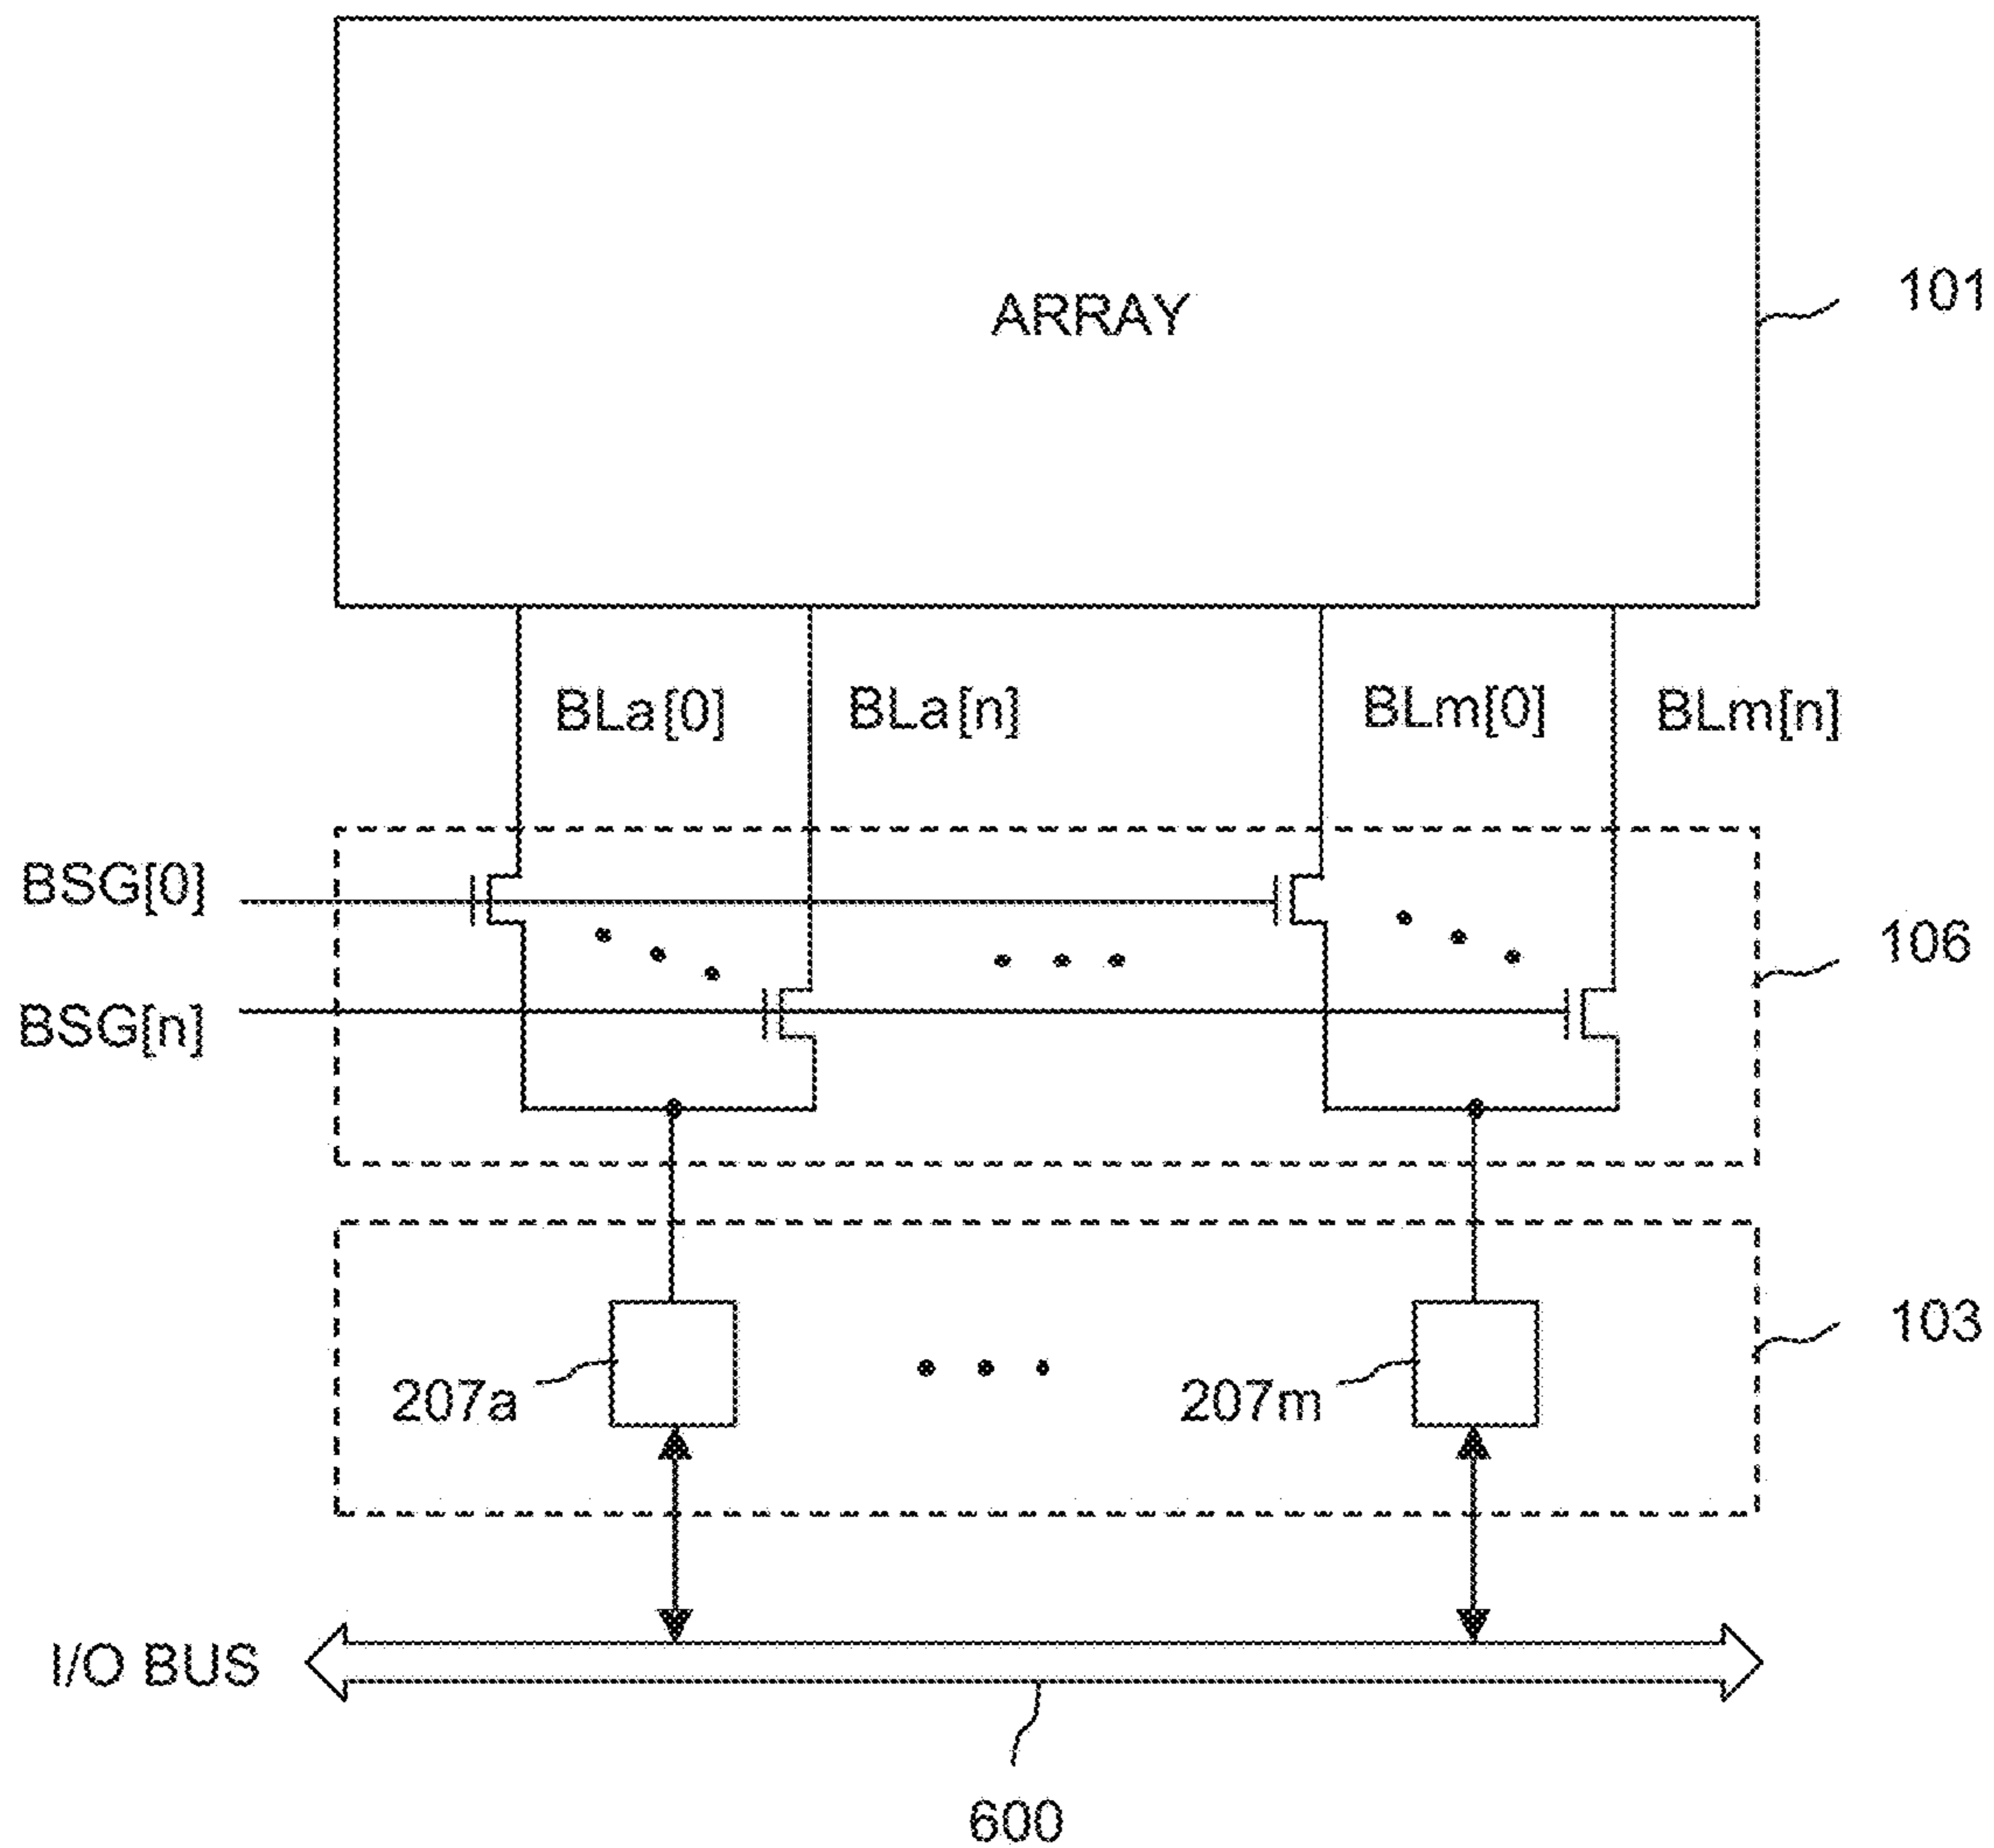 ARRAY
101
BLa[0]
BLa[n]
BLm[0]
BLm[n]
BSG[0]
106
BSG[n]
103
207a
207m
I/O BUS
600